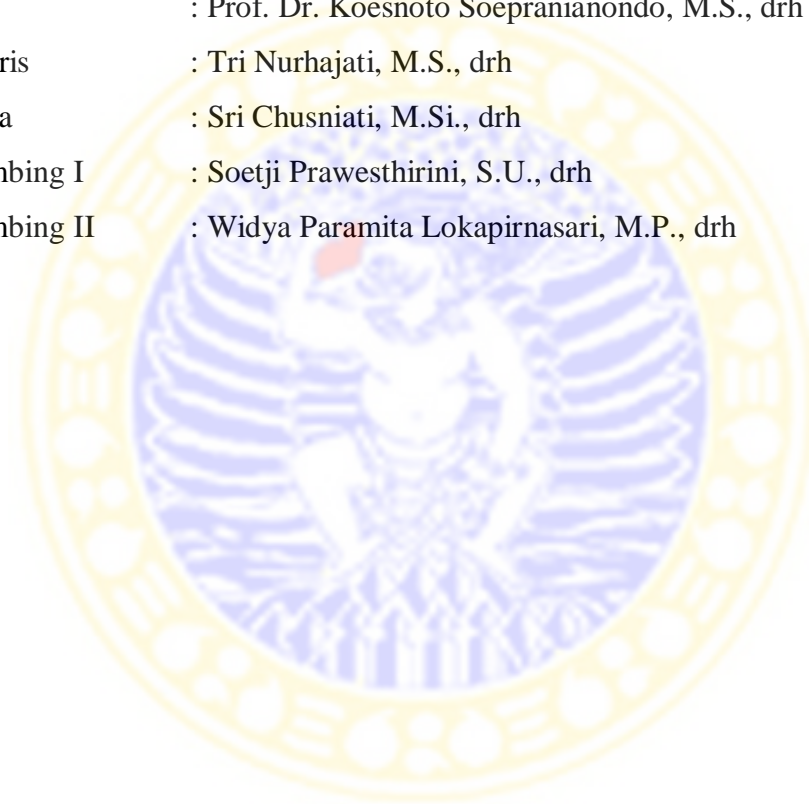 : Prof. Dr. Koesnoto Soepranianondo, M.S., drh
ris : Tri Nurhajati, M.S., drh
a : Sri Chusniati, M.Si., drh
nbing I : Soetji Prawesthirini, S.U., drh
nbing II : Widya Paramita Lokapirnasari, M.P., drh